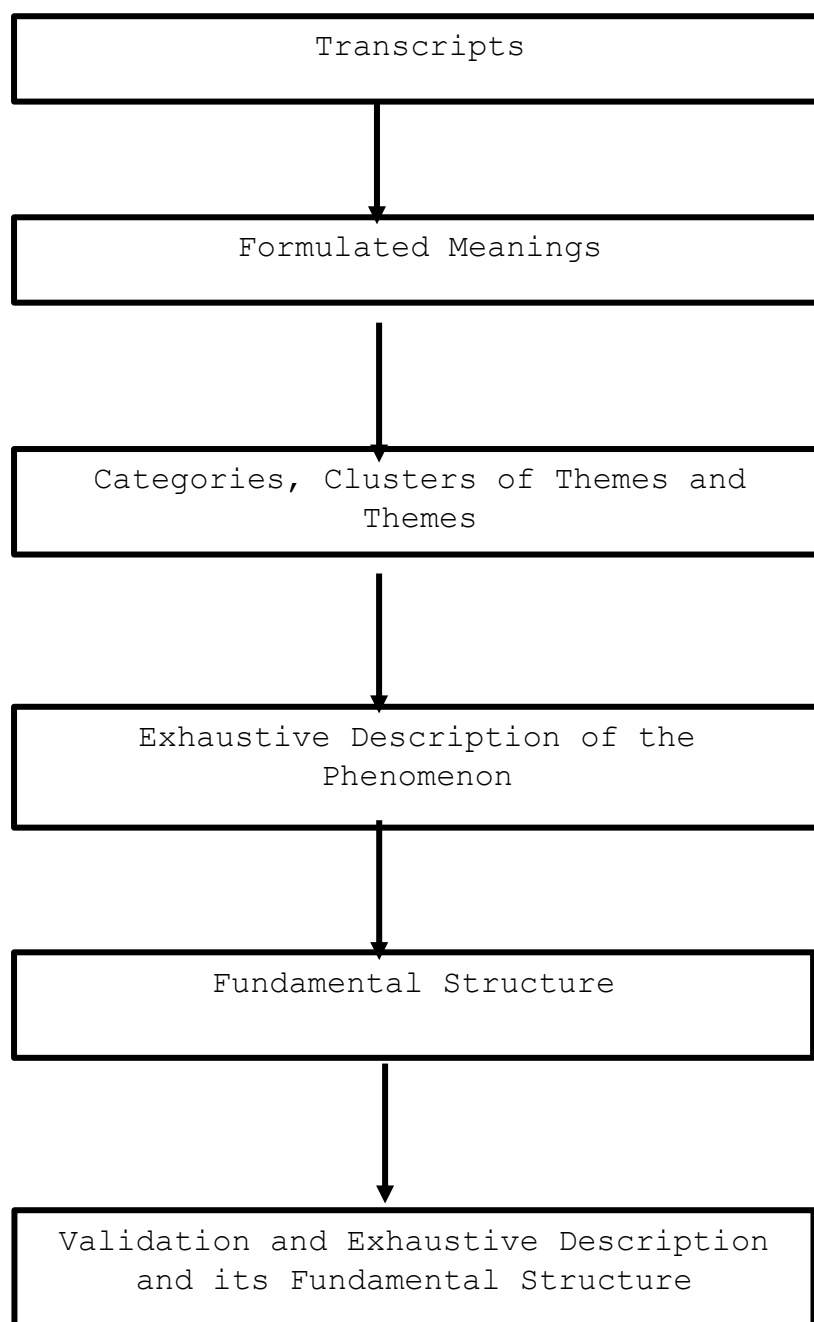 Transcripts
Formulated Meanings
Categories, Clusters of Themes and
Themes
Exhaustive Description of the
Phenomenon
Fundamental Structure
Validation and Exhaustive Description
and its Fundamental Structure